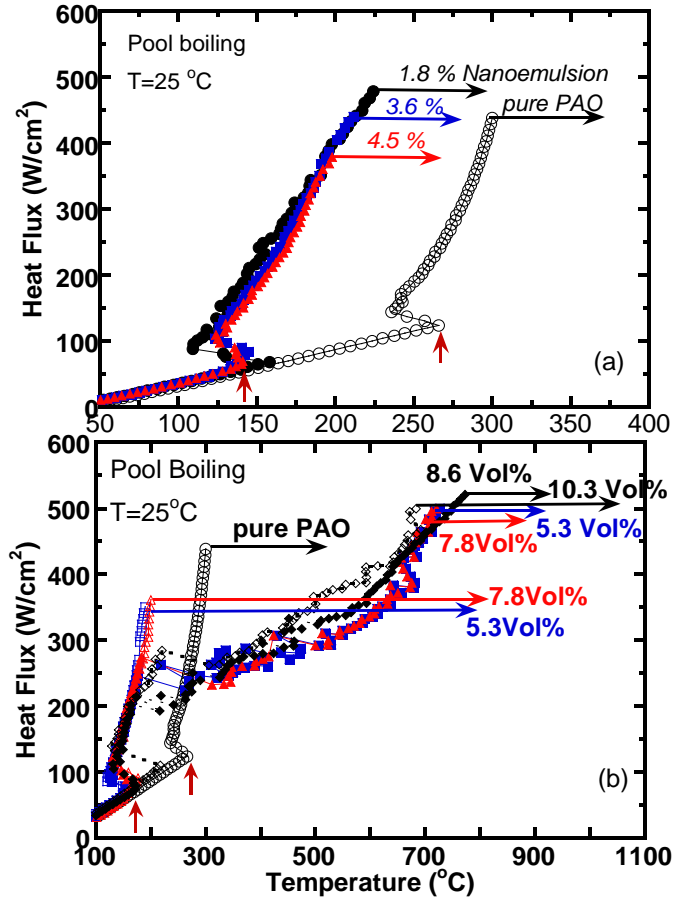 600
Pool boiling
T=25 °C
1.8 % Nanoemulsion
500
3.6 %
pure PAO
4.5 %
400
300
200
100
0
(a)
Heat Flux (W/cm²)
50 100 150 200 250 300 350 400
600
Pool Boiling
8.6 Vol%
10.3 Vol%
T=25°C
500
5.3 Vol%
pure PAO
7.8Vol%
400
7.8Vol%
5.3Vol%
300
200
100
0
(b)
Heat Flux (W/cm²)
100 300 500 700 900 1100
Temperature (°C)